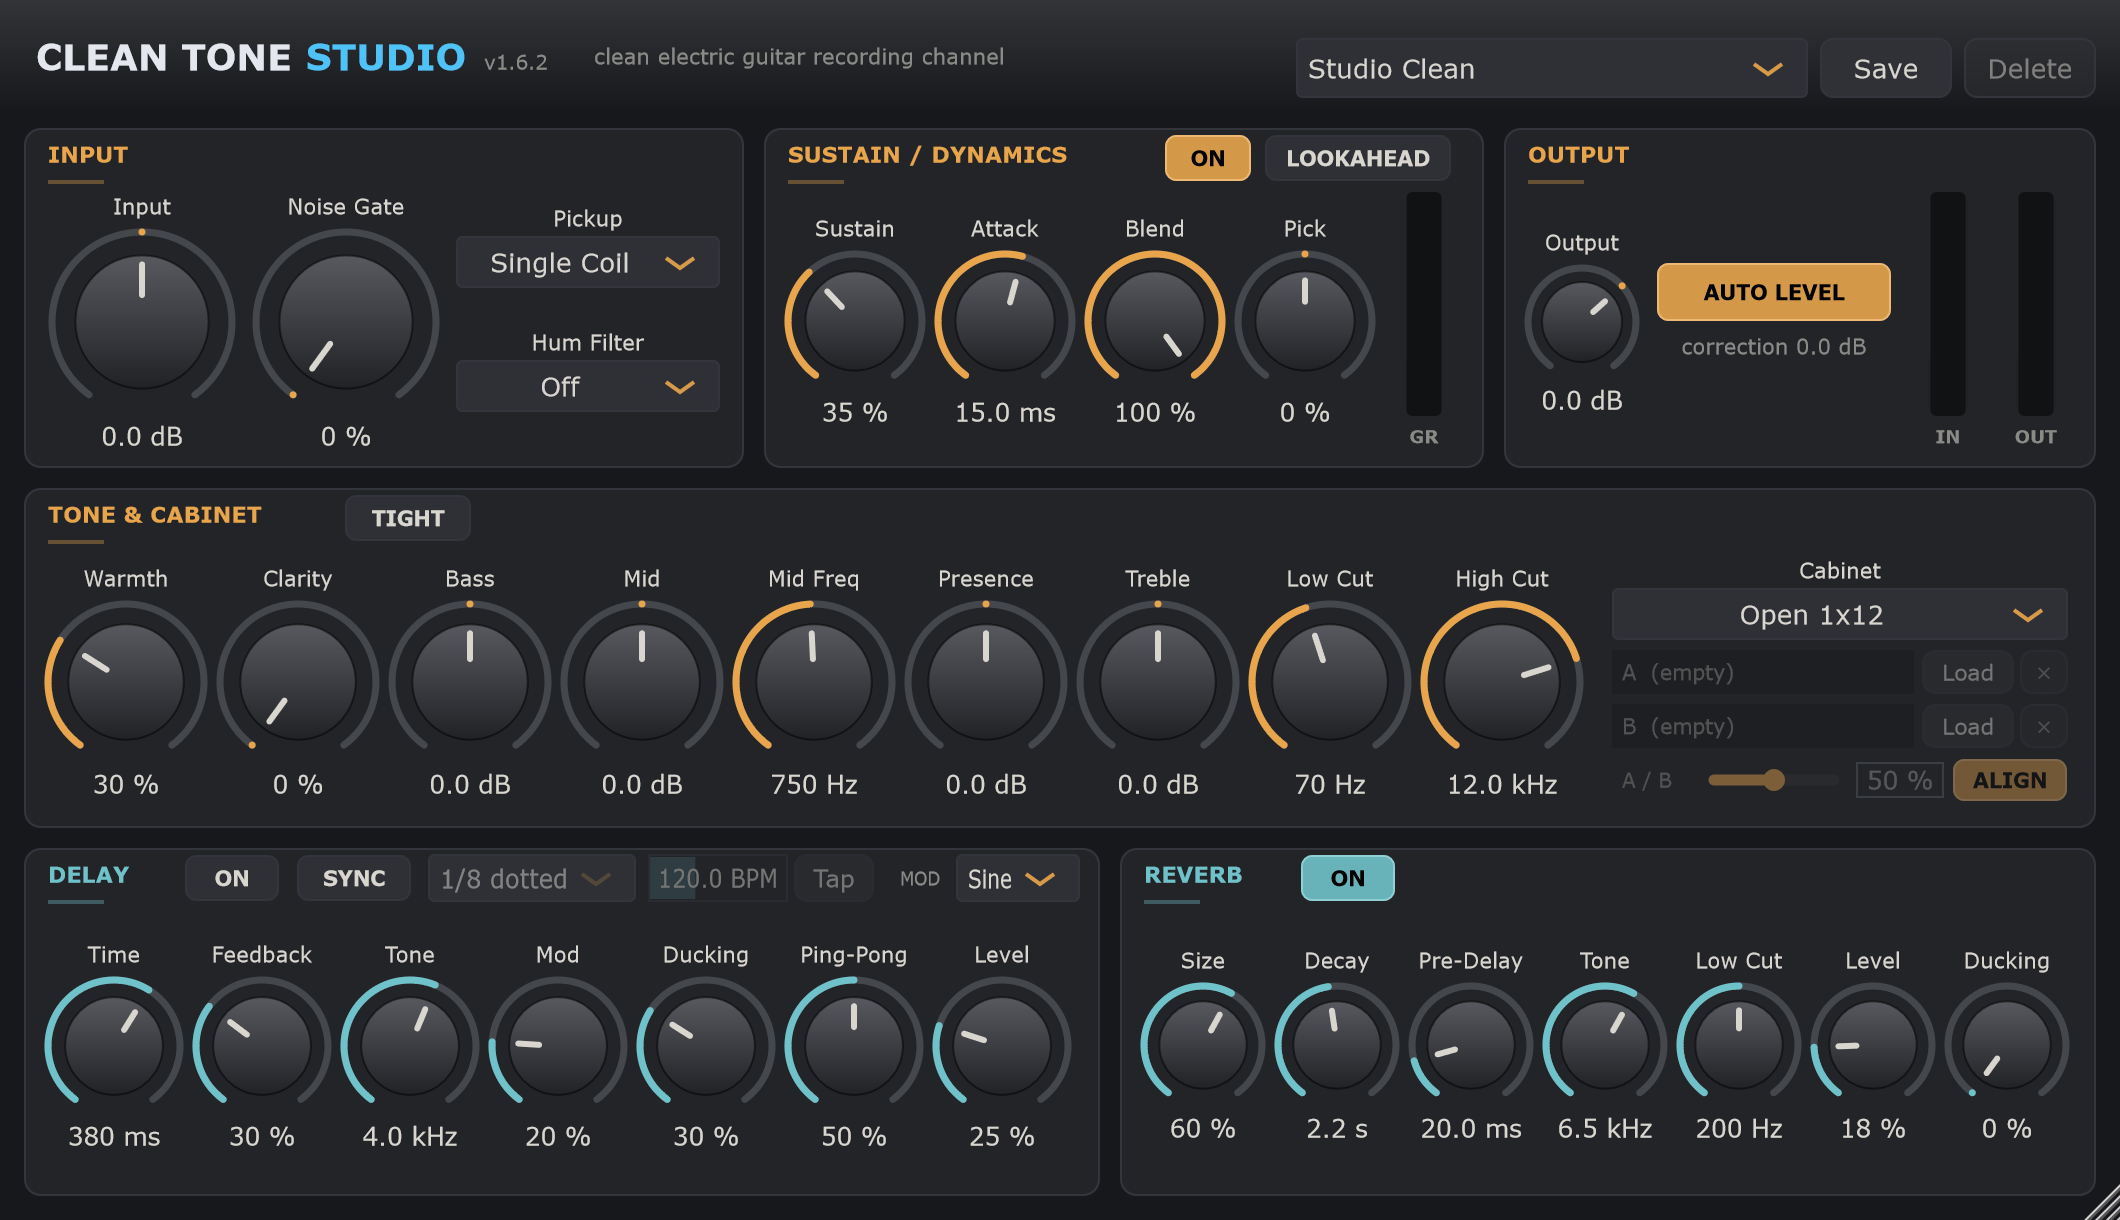 CLEAN TONE STUDIO v1.6.2 clean electric guitar recording channel
Studio Clean Save Delete
INPUT
Input Noise Gate
0.0 dB 0 %
Pickup
Single Coil
Hum Filter
Off
SUSTAIN / DYNAMICS ON LOOKAHEAD
Sustain Attack Blend Pick
35 % 15.0 ms 100 % 0 %
GR
OUTPUT
Output
0.0 dB
AUTO LEVEL
correction 0.0 dB
IN OUT
TONE & CABINET TIGHT
Warmth Clarity Bass Mid Mid Freq Presence Treble Low Cut High Cut
30 % 0 % 0.0 dB 0.0 dB 750 Hz 0.0 dB 0.0 dB 70 Hz 12.0 kHz
Cabinet
Open 1x12
A (empty) Load ×
B (empty) Load ×
A / B 50 % ALIGN
DELAY ON SYNC 1/8 dotted 120.0 BPM Tap MOD Sine
Time Feedback Tone Mod Ducking Ping-Pong Level
380 ms 30 % 4.0 kHz 20 % 30 % 50 % 25 %
REVERB ON
Size Decay Pre-Delay Tone Low Cut Level Ducking
60 % 2.2 s 20.0 ms 6.5 kHz 200 Hz 18 % 0 %